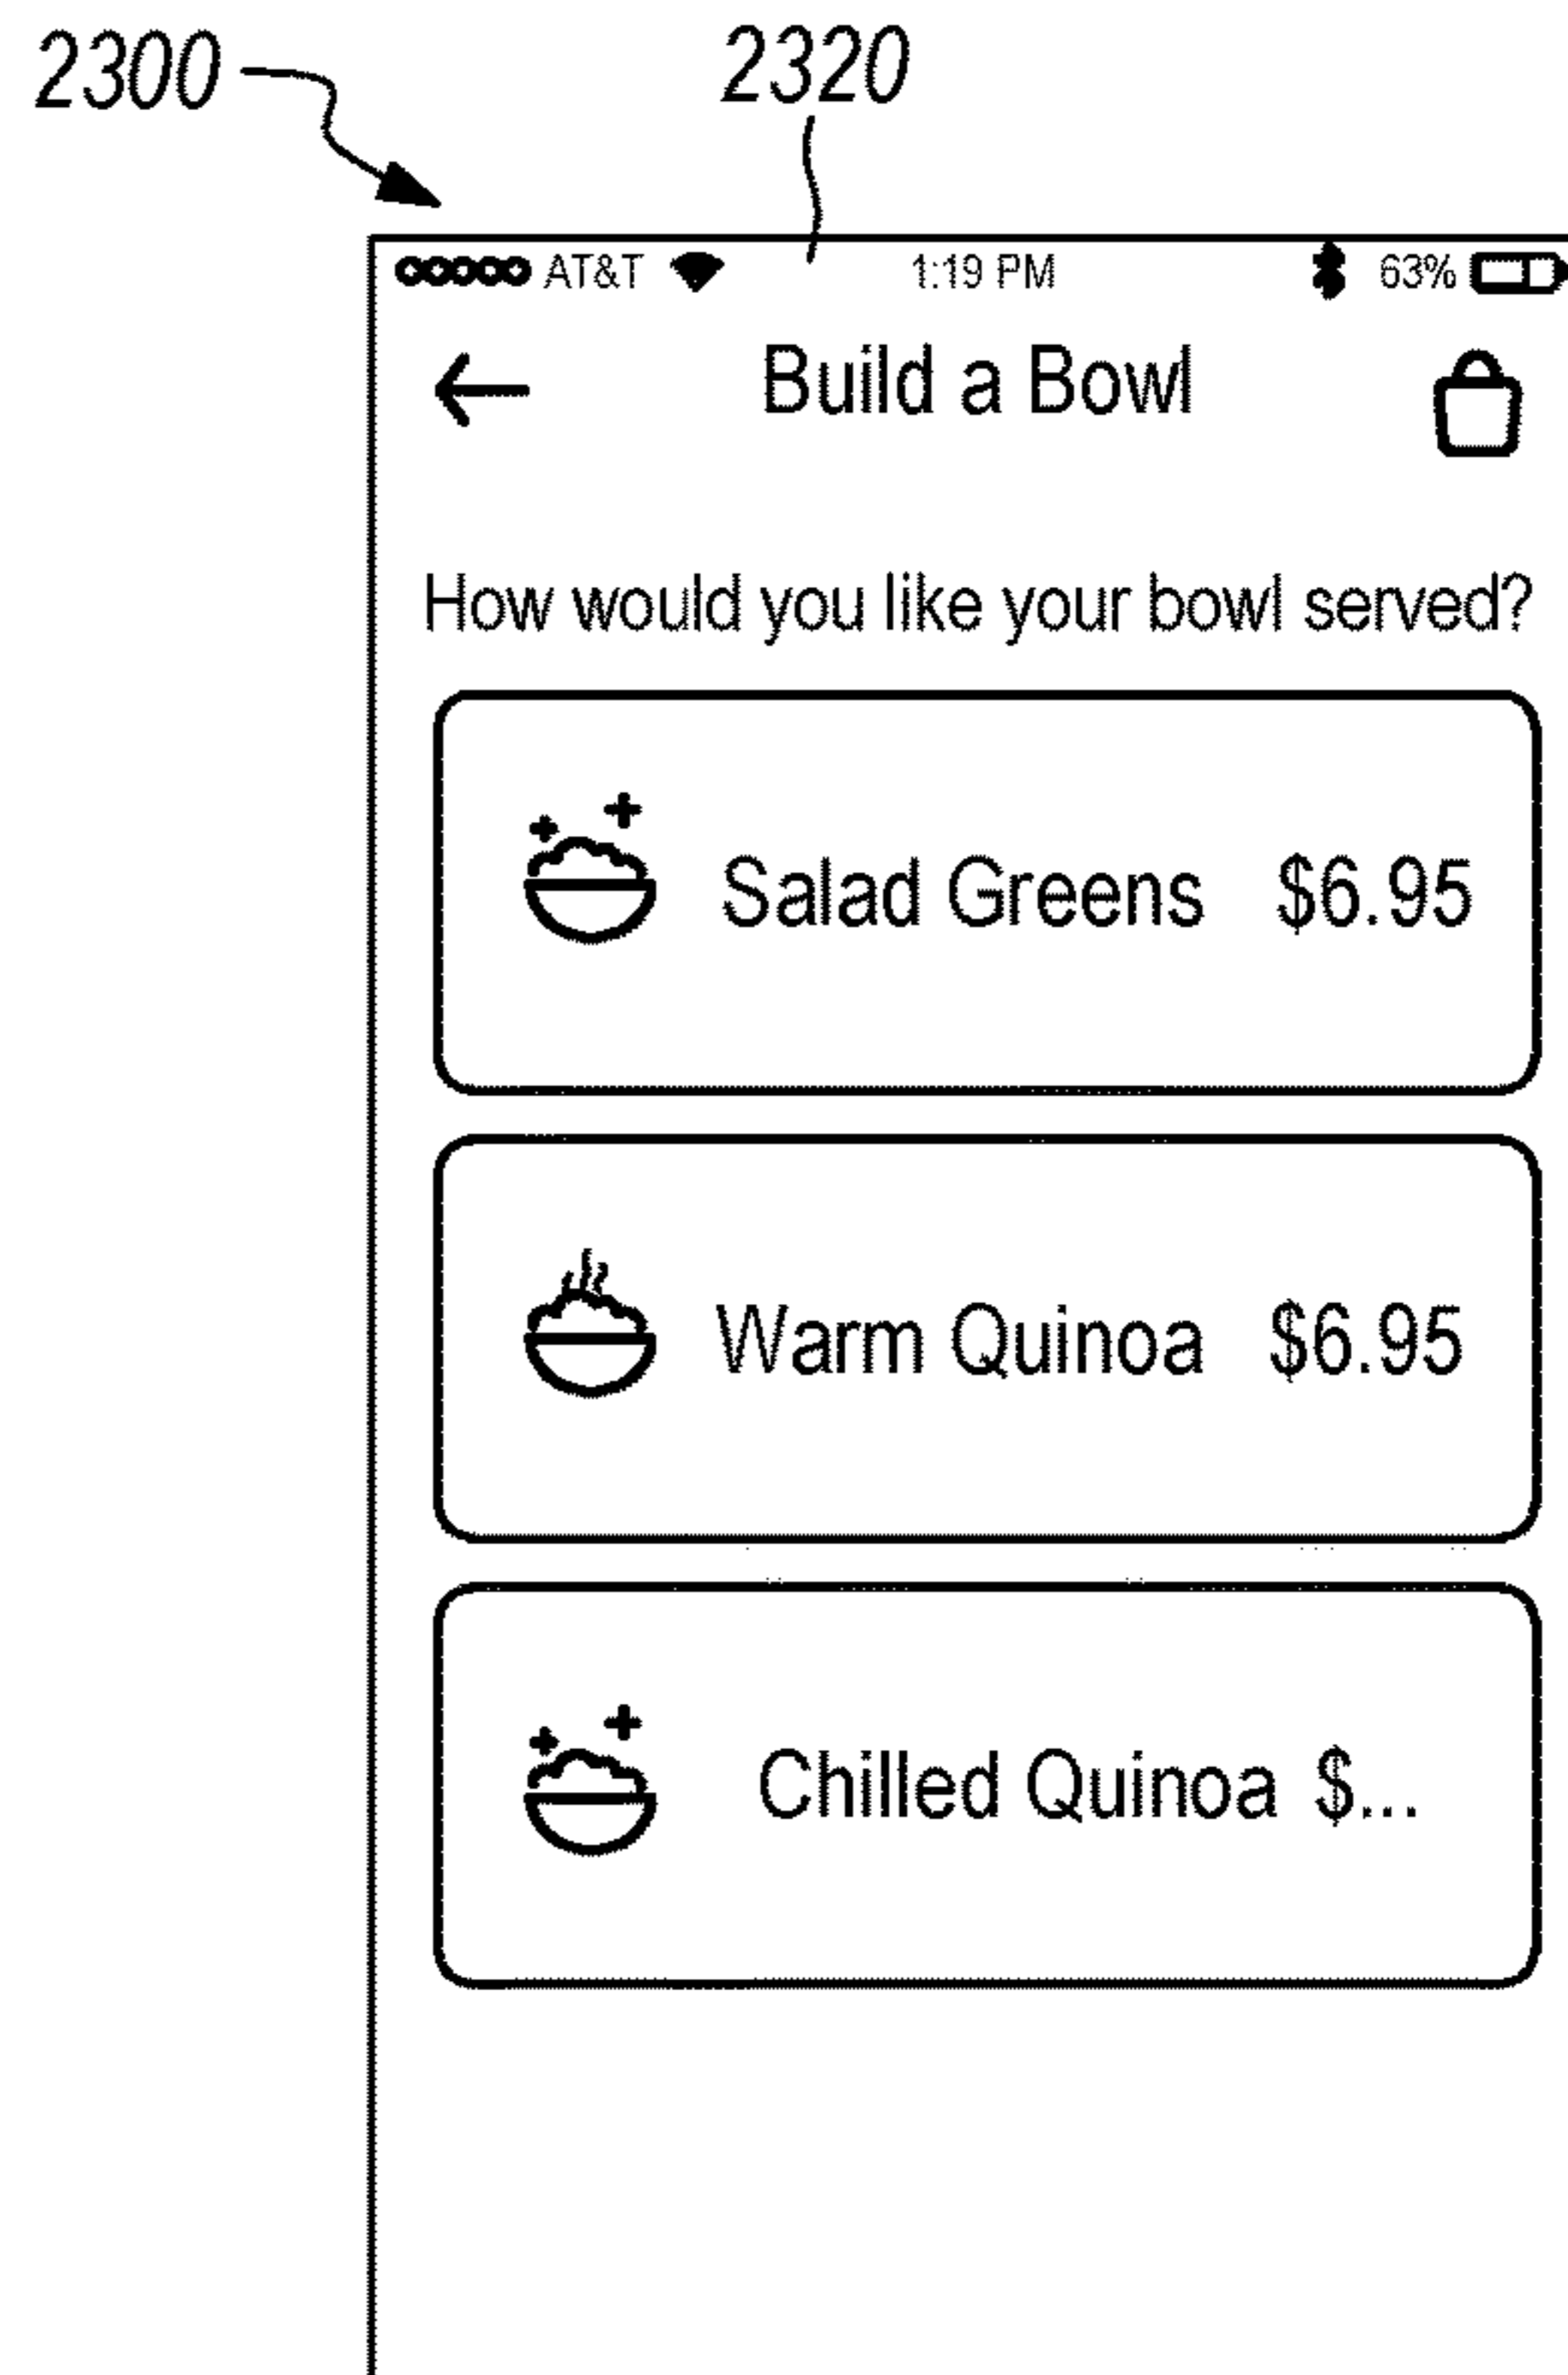 2300 2320
AT&T 1:19 PM 63%
Build a Bowl
How would you like your bowl served?
Salad Greens $6.95
Warm Quinoa $6.95
Chilled Quinoa $...